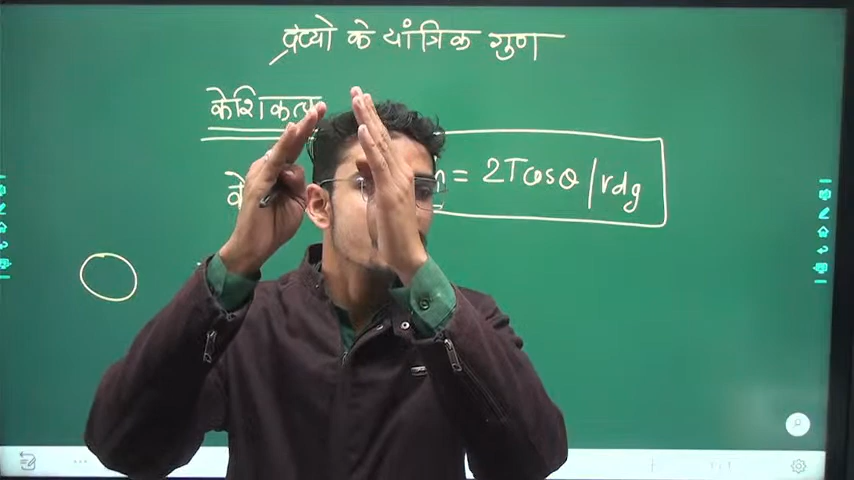 द्रव्यो के यांत्रिक गुण
केशिकत्व
= 2Tcosθ/rdg